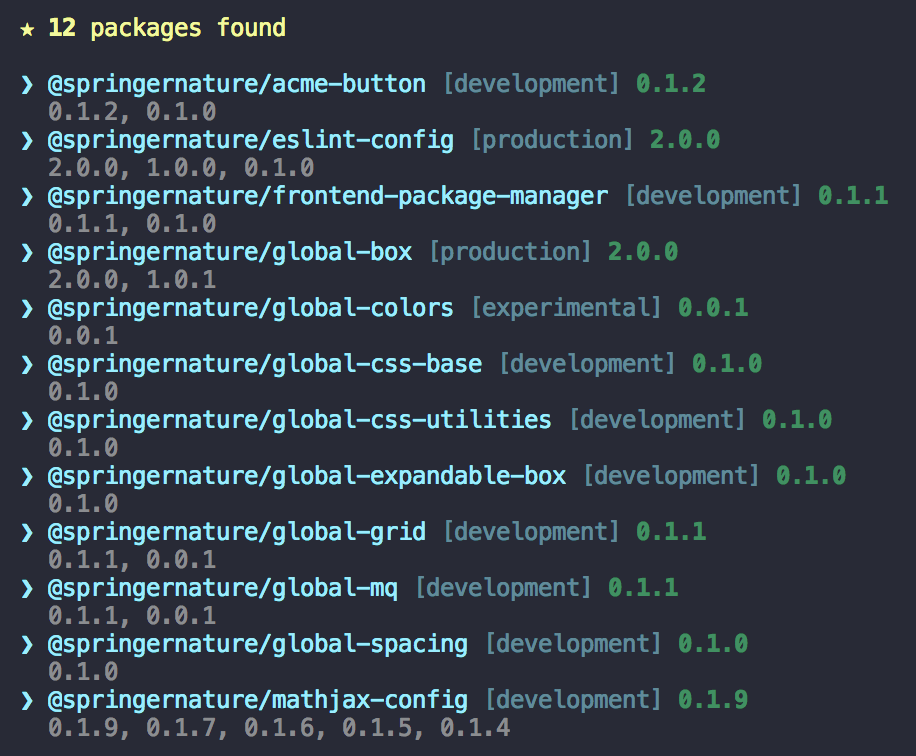 ★ 12 packages found
❯ @springernature/acme-button [development] 0.1.2
0.1.2, 0.1.0
❯ @springernature/eslint-config [production] 2.0.0
2.0.0, 1.0.0, 0.1.0
❯ @springernature/frontend-package-manager [development] 0.1.1
0.1.1, 0.1.0
❯ @springernature/global-box [production] 2.0.0
2.0.0, 1.0.1
❯ @springernature/global-colors [experimental] 0.0.1
0.0.1
❯ @springernature/global-css-base [development] 0.1.0
0.1.0
❯ @springernature/global-css-utilities [development] 0.1.0
0.1.0
❯ @springernature/global-expandable-box [development] 0.1.0
0.1.0
❯ @springernature/global-grid [development] 0.1.1
0.1.1, 0.0.1
❯ @springernature/global-mq [development] 0.1.1
0.1.1, 0.0.1
❯ @springernature/global-spacing [development] 0.1.0
0.1.0
❯ @springernature/mathjax-config [development] 0.1.9
0.1.9, 0.1.7, 0.1.6, 0.1.5, 0.1.4